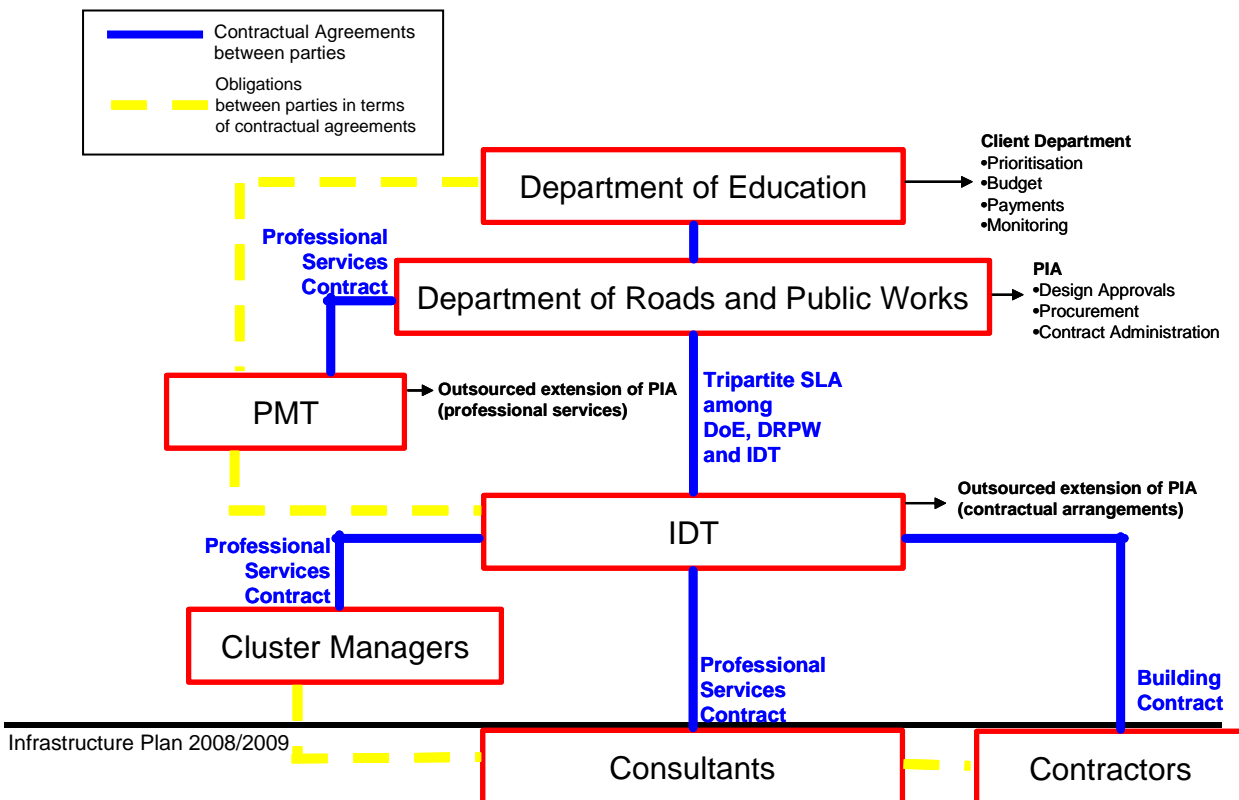 Contractual Agreements
between parties
Obligations
between parties in terms
of contractual agreements
Department of Education
Client Department
•Prioritisation
•Budget
•Payments
•Monitoring
Professional
Services
Contract
Department of Roads and Public Works
PIA
•Design Approvals
•Procurement
•Contract Administration
PMT
Outsourced extension of PIA
(professional services)
Tripartite SLA
among
DoE, DRPW
and IDT
IDT
Outsourced extension of PIA
(contractual arrangements)
Professional
Services
Contract
Cluster Managers
Professional
Services
Contract
Building
Contract
Infrastructure Plan 2008/2009
Consultants
Contractors